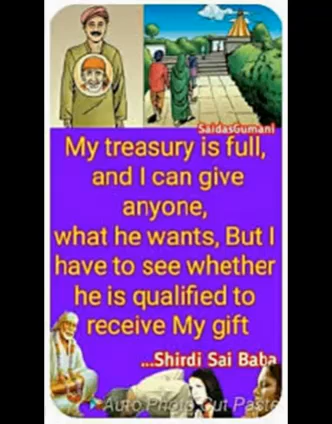 SaidasGumani
My treasury is full,
and I can give
anyone,
what he wants, But I
have to see whether
he is qualified to
receive My gift
...Shirdi Sai Baba
Auto Photo Cut Paste